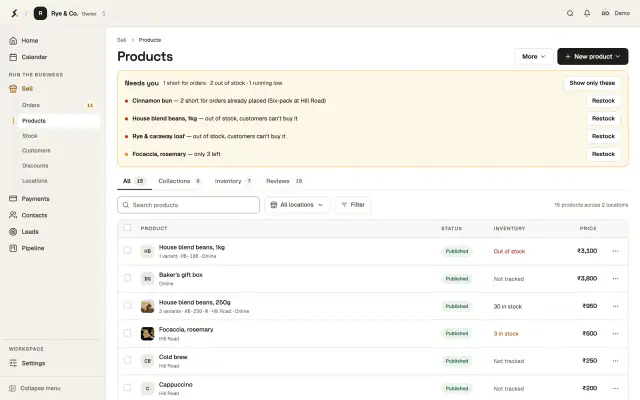 R Rye & Co. Owner
DO Demo
Home
Calendar
RUN THE BUSINESS
Sell
Orders 11
Products
Stock
Customers
Discounts
Locations
Payments
Contacts
Leads
Pipeline
WORKSPACE
Settings
Collapse menu
Sell > Products
Products
More
+ New product
Needs you 1 short for orders · 2 out of stock · 1 running low
Show only these
Cinnamon bun — 2 short for orders already placed (Six-pack at Hill Road) Restock
House blend beans, 1kg — out of stock, customers can't buy it Restock
Rye & caraway loaf — out of stock, customers can't buy it Restock
Focaccia, rosemary — only 3 left Restock
All 15 Collections Inventory 7 Reviews 19
Search products
All locations
Filter
15 products across 2 locations
PRODUCT STATUS INVENTORY PRICE
HB House blend beans, 1kg Published Out of stock ₹3,100
1 variant · HB-1KG · Online
BG Baker's gift box Published Not tracked ₹3,800
Online
House blend beans, 250g Published 30 in stock ₹950
3 variants · HB-250-W · Hill Road · Online
Focaccia, rosemary Published 3 in stock ₹600
Hill Road
CB Cold brew Published Not tracked ₹250
Hill Road
C Cappuccino Published Not tracked ₹200
Hill Road